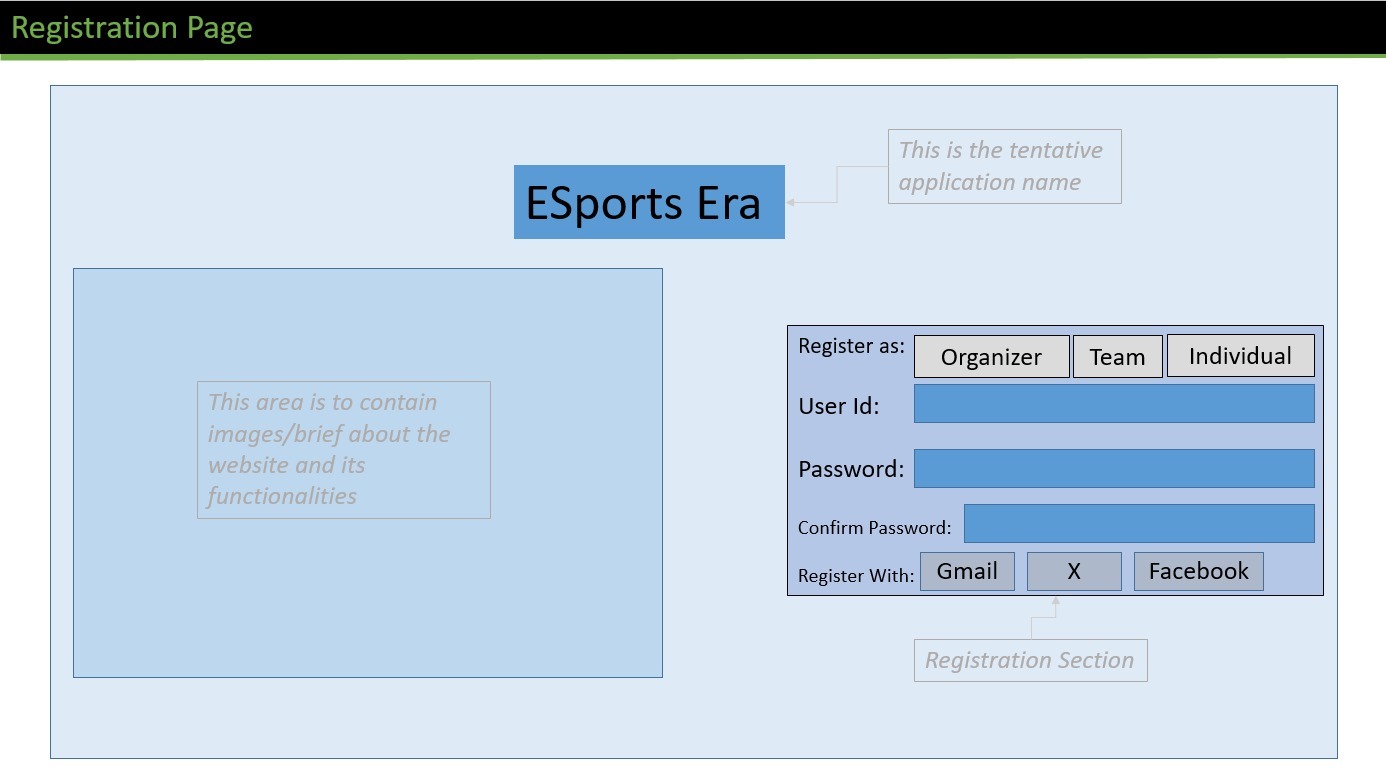 Registration Page
This is the tentative
application name
ESports Era
This area is to contain
images/brief about the
website and its
functionalities
Register as: Organizer Team Individual
User Id:
Password:
Confirm Password:
Register With: Gmail X Facebook
Registration Section